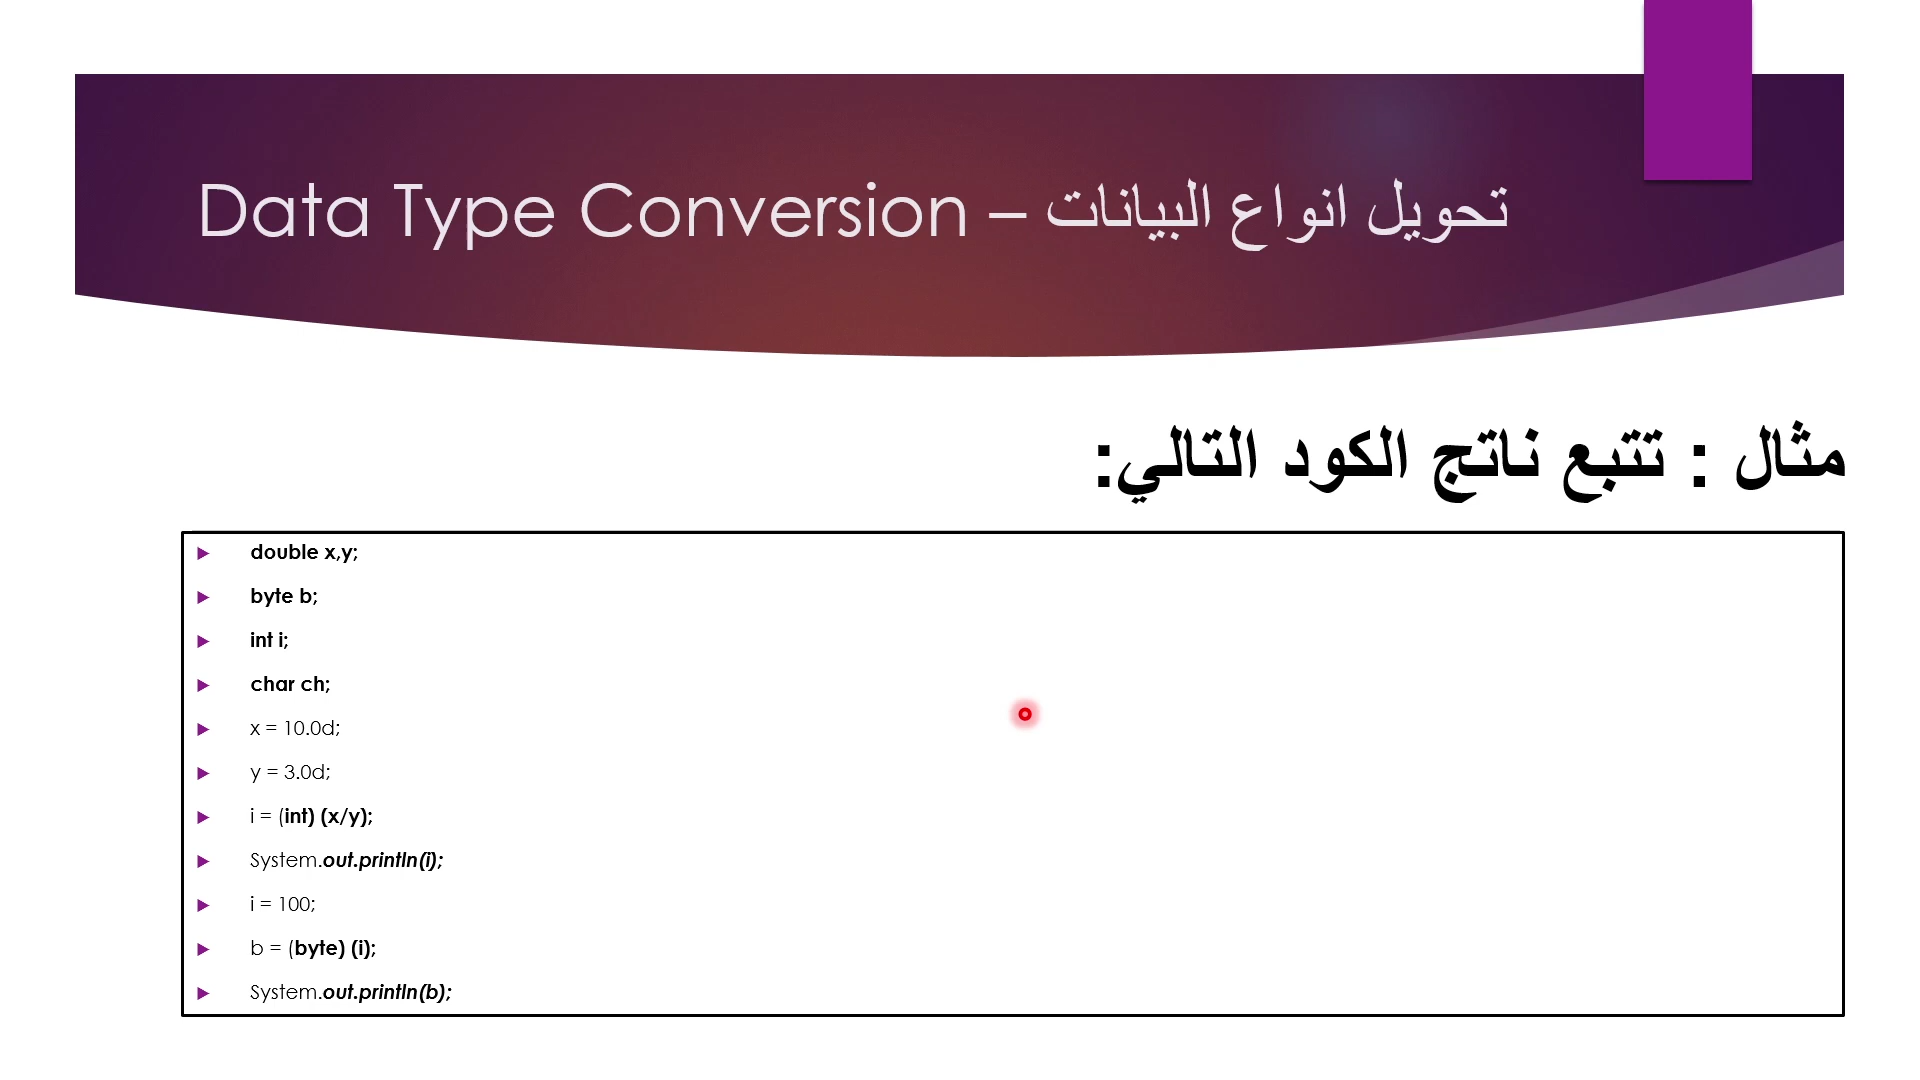 Data Type Conversion – تحويل انواع البيانات
مثال : تتبع ناتج الكود التالي:
double x,y;
byte b;
int i;
char ch;
x = 10.0d;
y = 3.0d;
i = (int) (x/y);
System.out.println(i);
i = 100;
b = (byte) (i);
System.out.println(b);